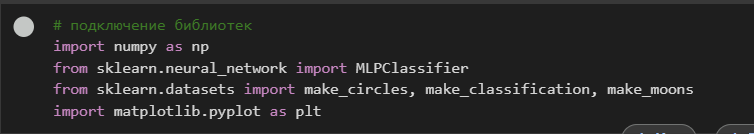 # подключение библиотек
import numpy as np
from sklearn.neural_network import MLPClassifier
from sklearn.datasets import make_circles, make_classification, make_moons
import matplotlib.pyplot as plt